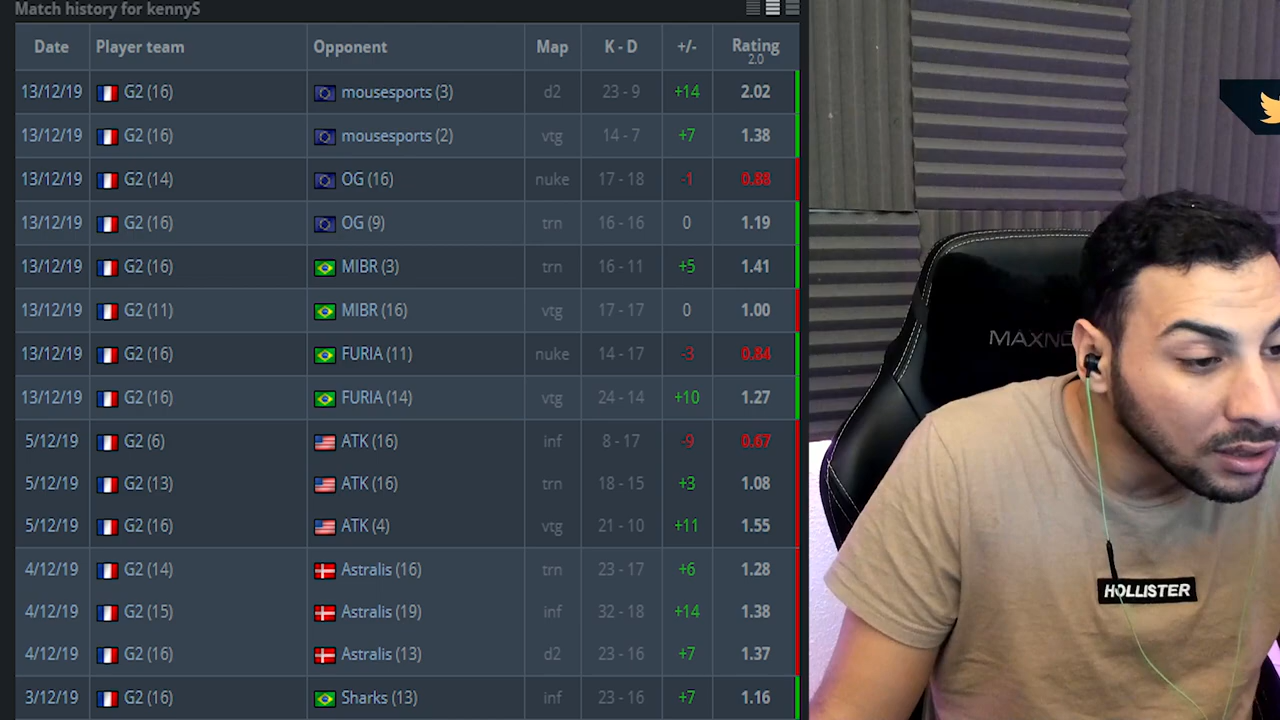 Match history for kennyS
Date Player team Opponent Map K - D +/- Rating 2.0
13/12/19 G2 (16) mousesports (3) d2 23 - 9 +14 2.02
13/12/19 G2 (16) mousesports (2) vtg 14 - 7 +7 1.38
13/12/19 G2 (14) OG (16) nuke 17 - 18 -1 0.88
13/12/19 G2 (16) OG (9) trn 16 - 16 0 1.19
13/12/19 G2 (16) MIBR (3) trn 16 - 11 +5 1.41
13/12/19 G2 (11) MIBR (16) vtg 17 - 17 0 1.00
13/12/19 G2 (16) FURIA (11) nuke 14 - 17 -3 0.84
13/12/19 G2 (16) FURIA (14) vtg 24 - 14 +10 1.27
5/12/19 G2 (6) ATK (16) inf 8 - 17 -9 0.67
5/12/19 G2 (13) ATK (16) trn 18 - 15 +3 1.08
5/12/19 G2 (16) ATK (4) vtg 21 - 10 +11 1.55
4/12/19 G2 (14) Astralis (16) trn 23 - 17 +6 1.28
4/12/19 G2 (15) Astralis (19) inf 32 - 18 +14 1.38
4/12/19 G2 (16) Astralis (13) d2 23 - 16 +7 1.37
3/12/19 G2 (16) Sharks (13) inf 23 - 16 +7 1.16
HOLLISTER